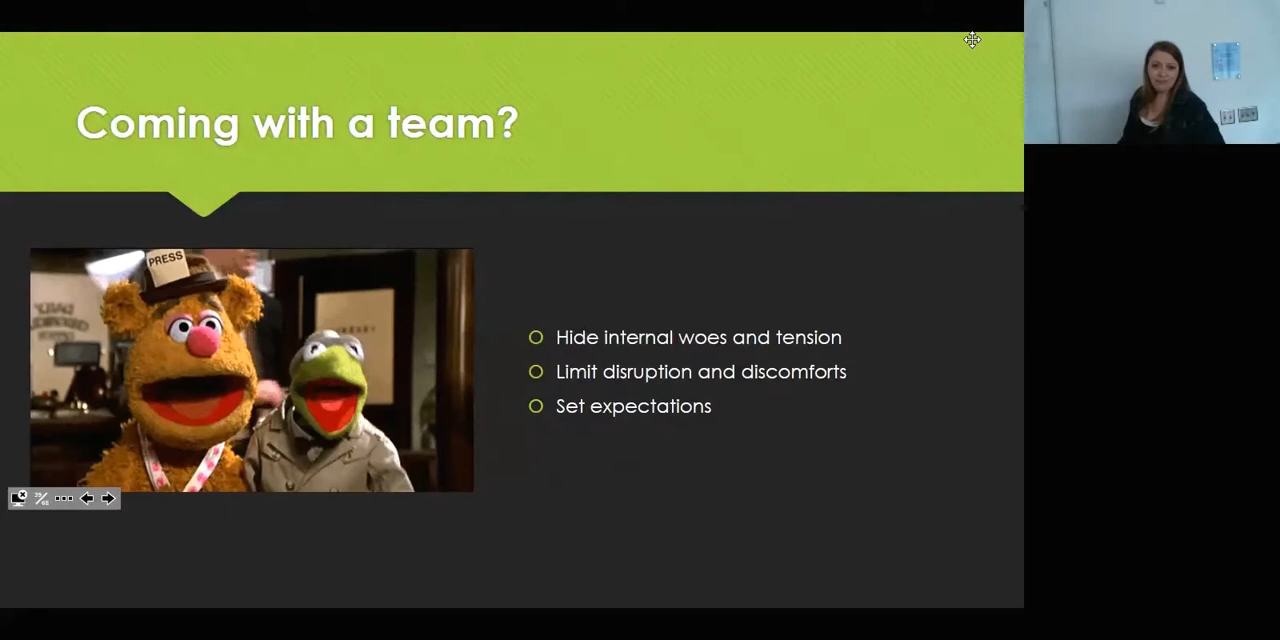 Coming with a team?
PRESS
Hide internal woes and tension
Limit disruption and discomforts
Set expectations